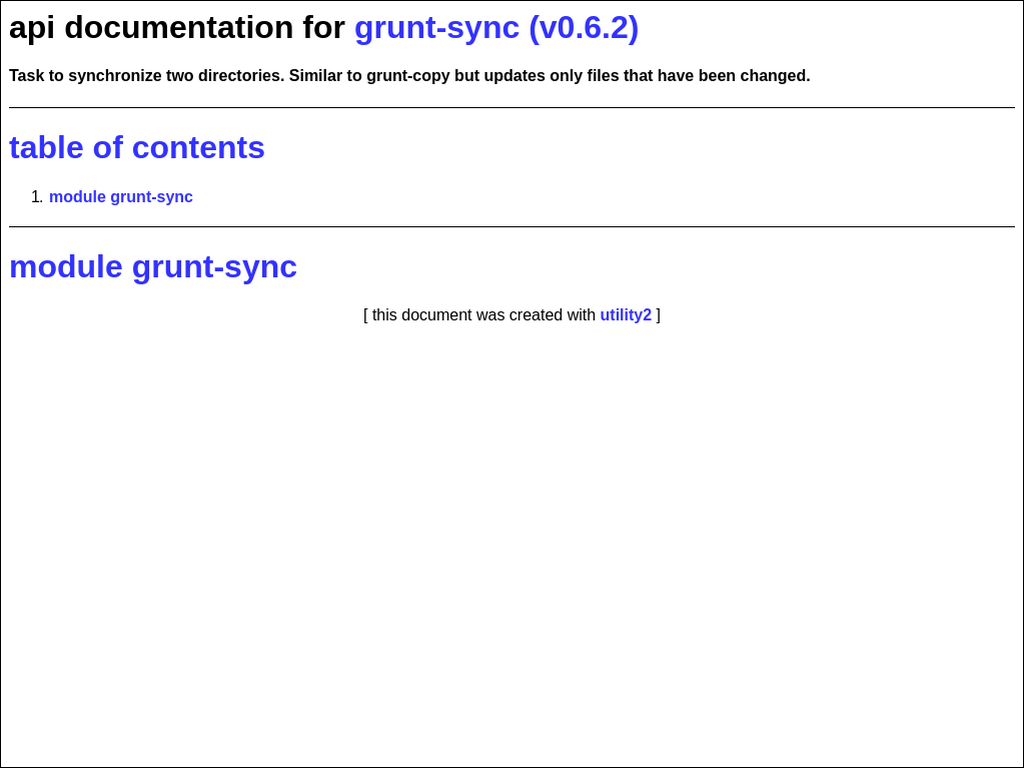 api documentation for grunt-sync (v0.6.2)
Task to synchronize two directories. Similar to grunt-copy but updates only files that have been changed.
table of contents
1. module grunt-sync
module grunt-sync
[ this document was created with utility2 ]